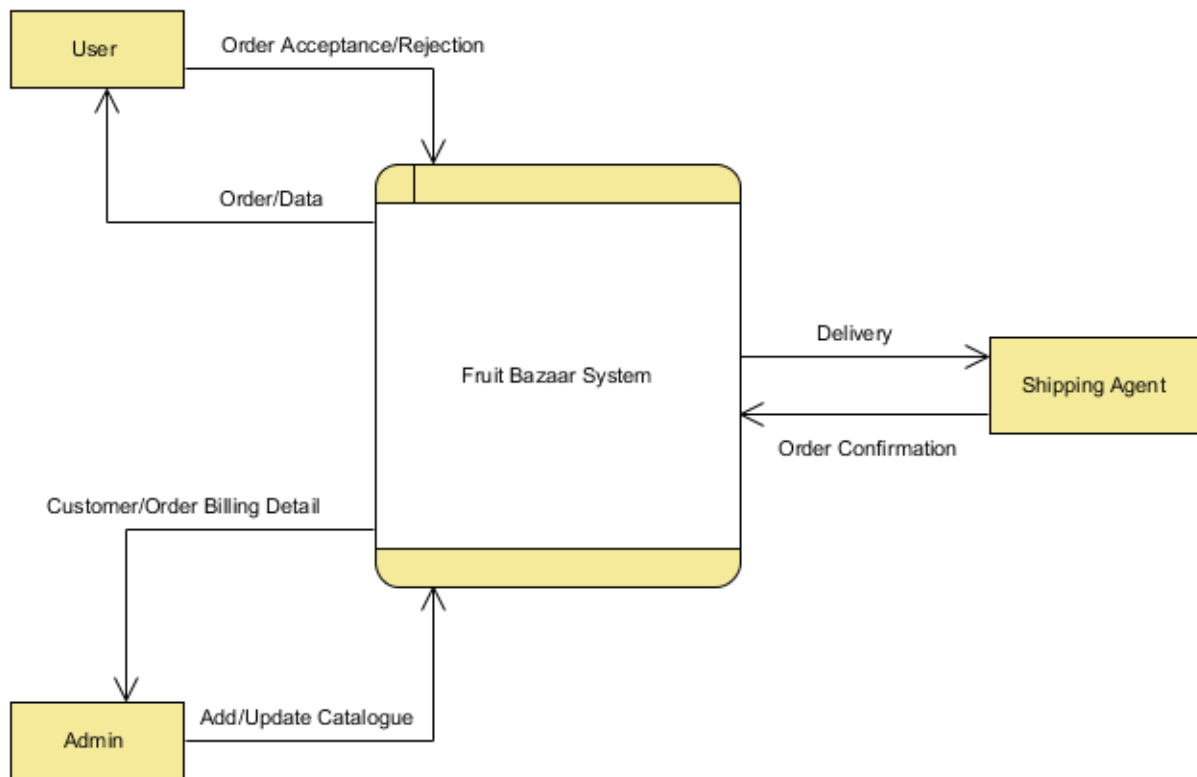 User
Order Acceptance/Rejection
Order/Data
Fruit Bazaar System
Delivery
Shipping Agent
Order Confirmation
Customer/Order Billing Detail
Admin
Add/Update Catalogue